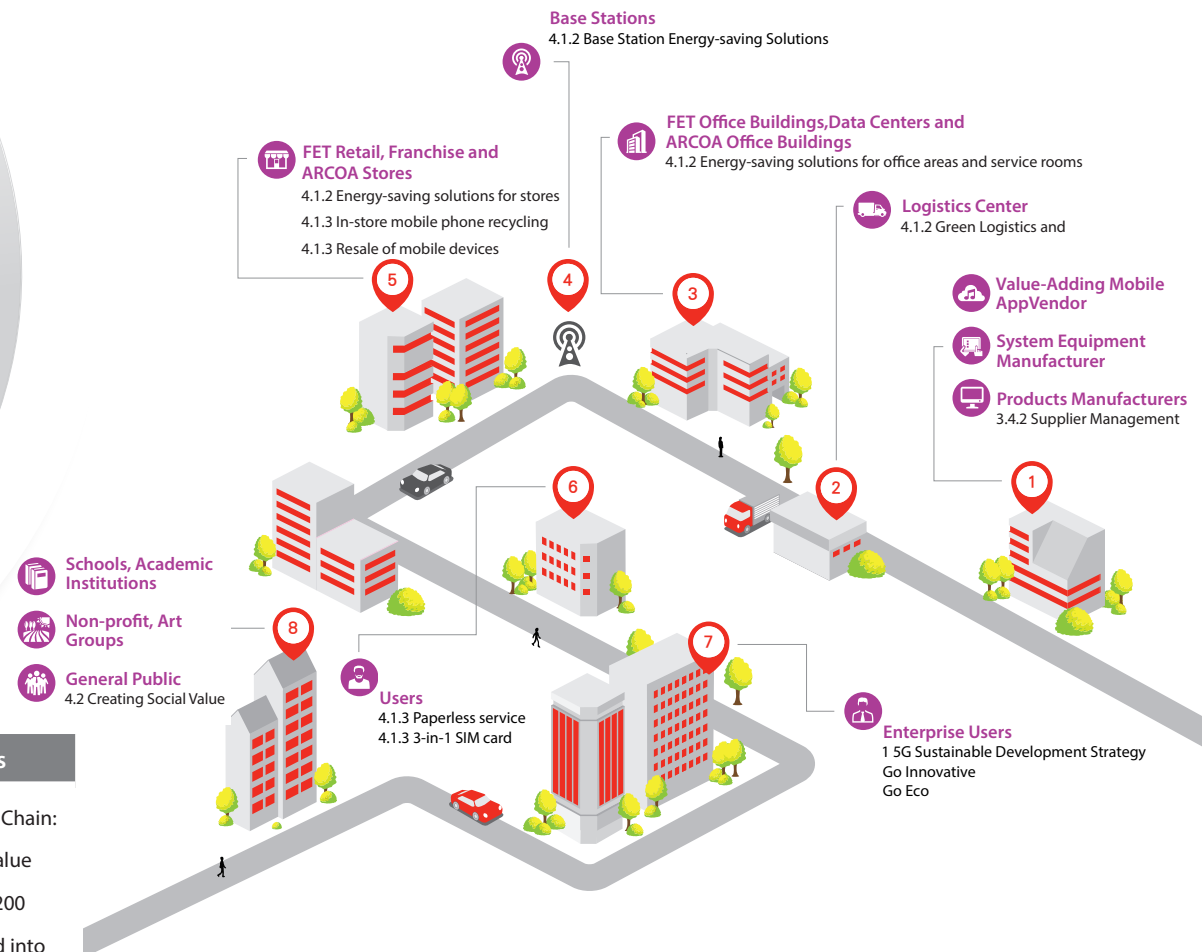 Base Stations
4.1.2 Base Station Energy-saving Solutions
FET Office Buildings,Data Centers and
ARCOA Office Buildings
4.1.2 Energy-saving solutions for office areas and service rooms
FET Retail, Franchise and
ARCOA Stores
4.1.2 Energy-saving solutions for stores
4.1.3 In-store mobile phone recycling
4.1.3 Resale of mobile devices
Logistics Center
4.1.2 Green Logistics and
Value-Adding Mobile
AppVendor
System Equipment
Manufacturer
Products Manufacturers
3.4.2 Supplier Management
5
4
3
2
1
6
Schools, Academic
Institutions
Non-profit, Art
Groups
General Public
4.2 Creating Social Value
8
7
Users
4.1.3 Paperless service
4.1.3 3-in-1 SIM card
Enterprise Users
1 5G Sustainable Development Strategy
Go Innovative
Go Eco
s
Chain:
alue
200
d into